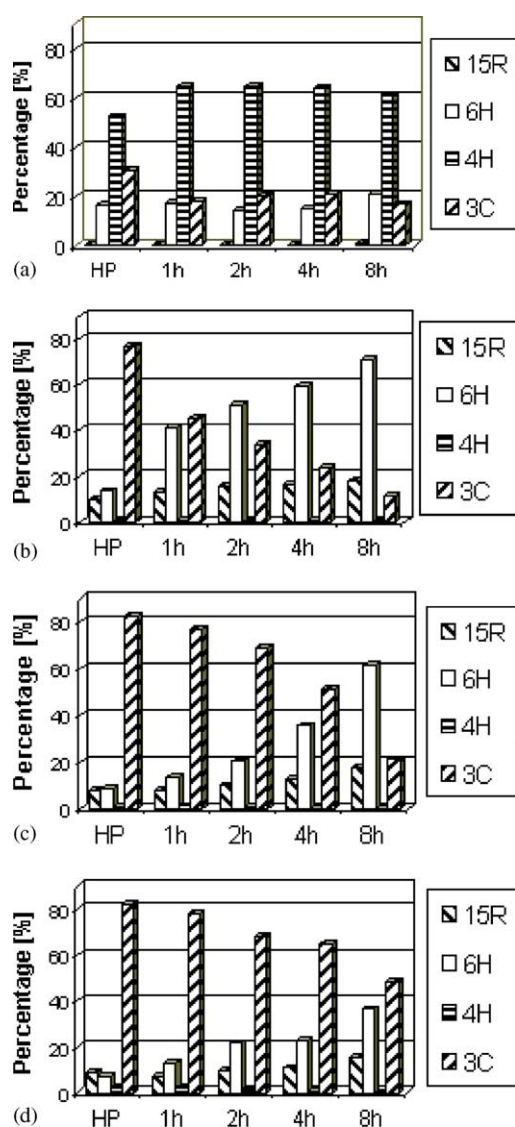 Percentage [%]
80
60
40
20
0
HP 1h 2h 4h 8h
15R
6H
4H
3C
(a)
Percentage [%]
80
60
40
20
0
HP 1h 2h 4h 8h
15R
6H
4H
3C
(b)
Percentage [%]
80
60
40
20
0
HP 1h 2h 4h 8h
15R
6H
4H
3C
(c)
Percentage [%]
80
60
40
20
0
HP 1h 2h 4h 8h
15R
6H
4H
3C
(d)